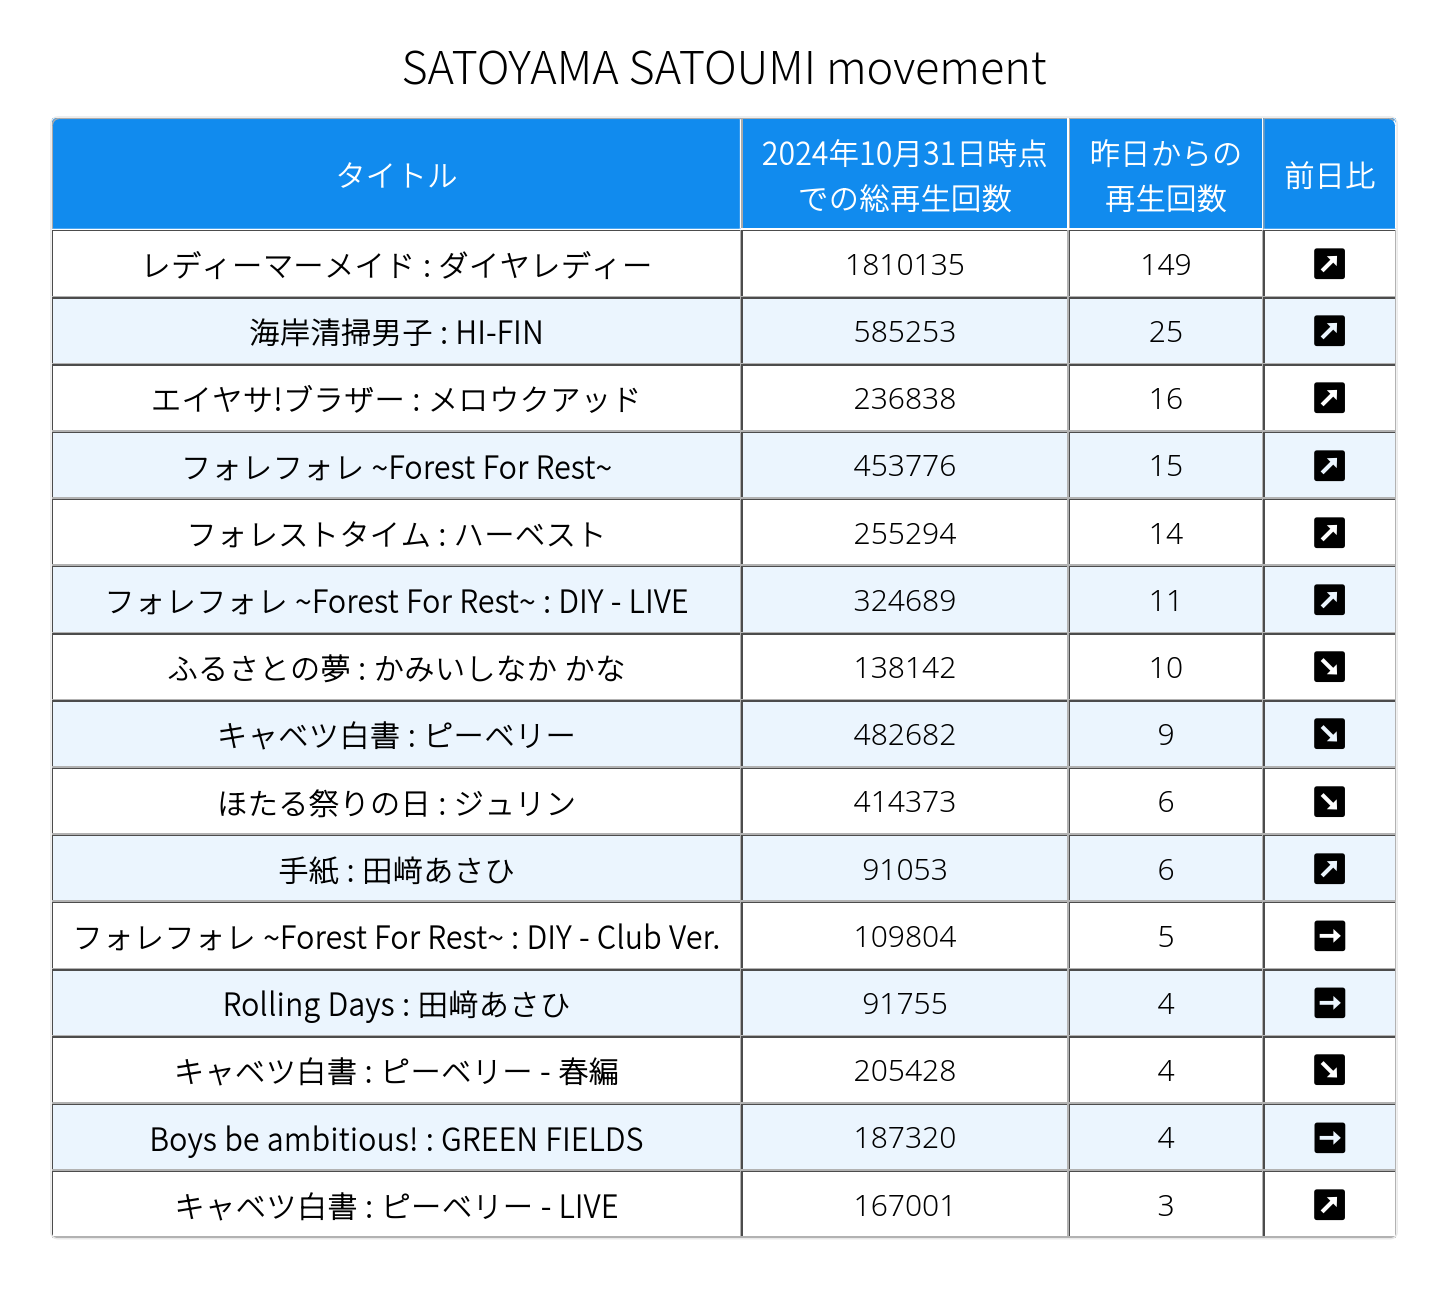 SATOYAMA SATOUMI movement
タイトル 2024年10月31日時点での総再生回数 昨日からの再生回数 前日比
レディーマーメイド : ダイヤレディー 1810135 149 ↗
海岸清掃男子 : HI-FIN 585253 25 ↗
エイヤサ!ブラザー : メロウクアッド 236838 16 ↗
フォレフォレ ~Forest For Rest~ 453776 15 ↗
フォレストタイム : ハーベスト 255294 14 ↗
フォレフォレ ~Forest For Rest~ : DIY - LIVE 324689 11 ↗
ふるさとの夢 : かみいしなか かな 138142 10 ↘
キャベツ白書 : ピーベリー 482682 9 ↘
ほたる祭りの日 : ジュリン 414373 6 ↘
手紙 : 田﨑あさひ 91053 6 ↗
フォレフォレ ~Forest For Rest~ : DIY - Club Ver. 109804 5 →
Rolling Days : 田﨑あさひ 91755 4 →
キャベツ白書 : ピーベリー - 春編 205428 4 ↘
Boys be ambitious! : GREEN FIELDS 187320 4 →
キャベツ白書 : ピーベリー - LIVE 167001 3 ↗